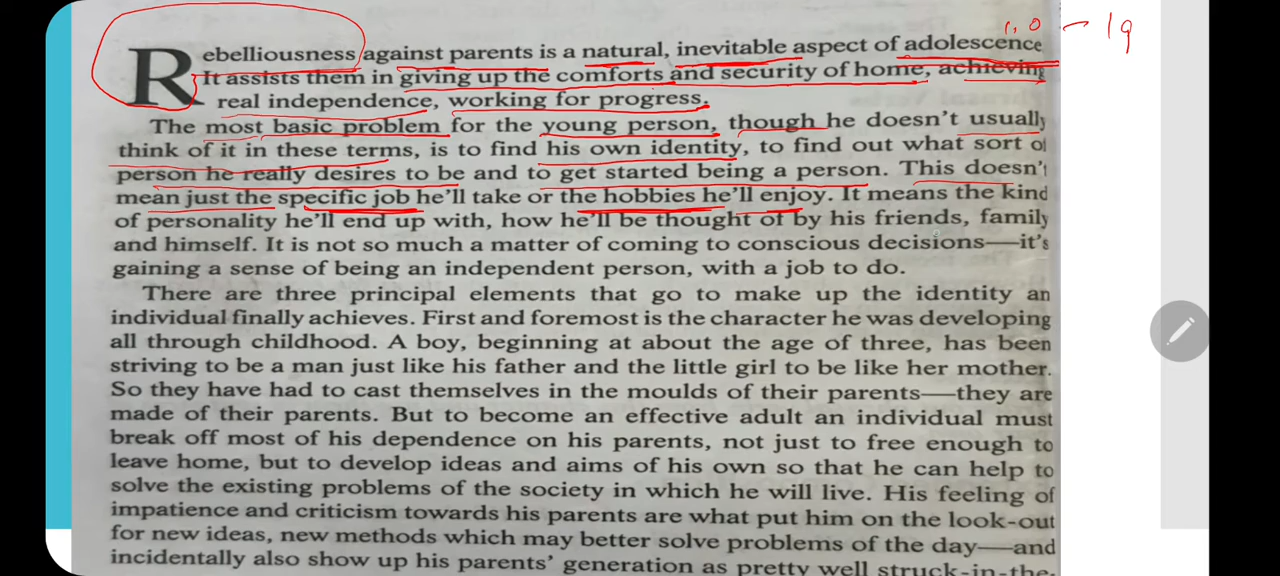 1,0 - 19
Rebelliousness against parents is a natural, inevitable aspect of adolescence
It assists them in giving up the comforts and security of home, achieving
real independence, working for progress.
The most basic problem for the young person, though he doesn't usually
think of it in these terms, is to find his own identity, to find out what sort of
person he really desires to be and to get started being a person. This doesn't
mean just the specific job he'll take or the hobbies he'll enjoy. It means the kind
of personality he'll end up with, how he'll be thought of by his friends, family
and himself. It is not so much a matter of coming to conscious decisions—it's
gaining a sense of being an independent person, with a job to do.
There are three principal elements that go to make up the identity an
individual finally achieves. First and foremost is the character he was developing
all through childhood. A boy, beginning at about the age of three, has been
striving to be a man just like his father and the little girl to be like her mother.
So they have had to cast themselves in the moulds of their parents—they are
made of their parents. But to become an effective adult an individual must
break off most of his dependence on his parents, not just to free enough to
leave home, but to develop ideas and aims of his own so that he can help to
solve the existing problems of the society in which he will live. His feeling of
impatience and criticism towards his parents are what put him on the look-out
for new ideas, new methods which may better solve problems of the day—and
incidentally also show up his parents' generation as pretty well struck-in-the.